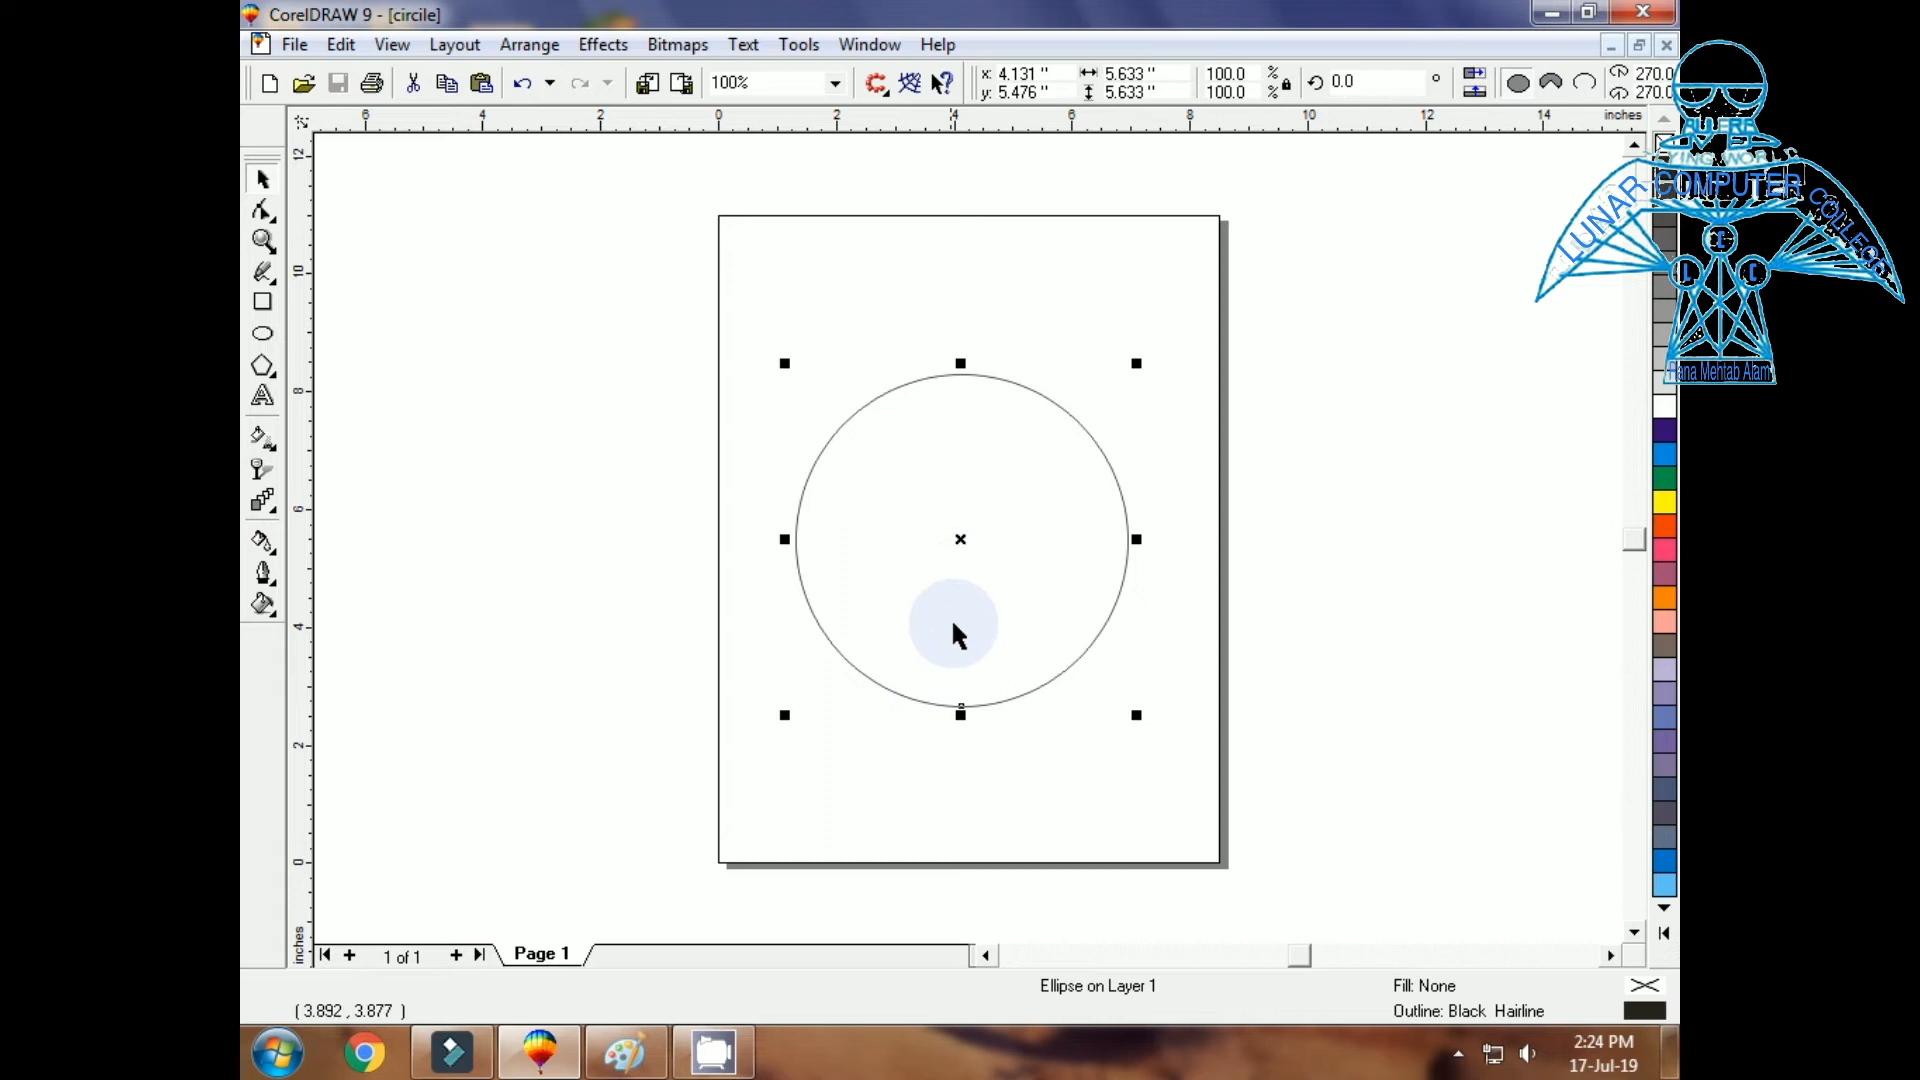 CorelDRAW 9 - [circile]
File Edit View Layout Arrange Effects Bitmaps Text Tools Window Help
100%
x: 4.131 " 5.633 " 100.0 % 0.0 ° 270.0
y: 5.476 " 5.633 " 100.0 % 270.0
6 4 2 0 2 4 6 8 10 12 14 inches
12
10
8
6
4
2
0
inches
LUNAR COMPUTER COLLEGE
Rana Mehtab Alam
1 of 1 Page 1
Ellipse on Layer 1 Fill: None
( 3.892 , 3.877 ) Outline: Black Hairline
2:24 PM
17-Jul-19